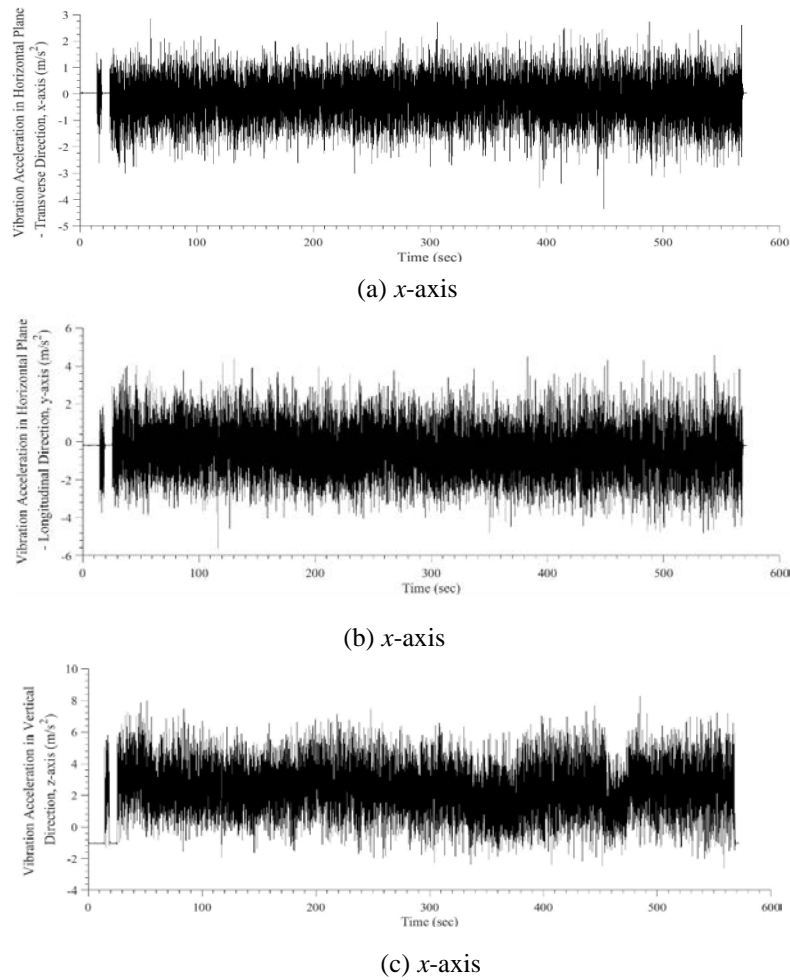 Vibration Acceleration in Horizontal Plane
- Transverse Direction, x-axis (m/s²)
3
2
1
0
-1
-2
-3
-4
-5
0 100 200 300 400 500 600
Time (sec)
(a) x-axis
Vibration Acceleration in Horizontal Plane
- Longitudinal Direction, y-axis (m/s²)
6
4
2
0
-2
-4
-6
0 100 200 300 400 500 600
Time (sec)
(b) x-axis
Vibration Acceleration in Vertical
Direction, z-axis (m/s²)
10
8
6
4
2
0
-2
-4
0 100 200 300 400 500 600
Time (sec)
(c) x-axis